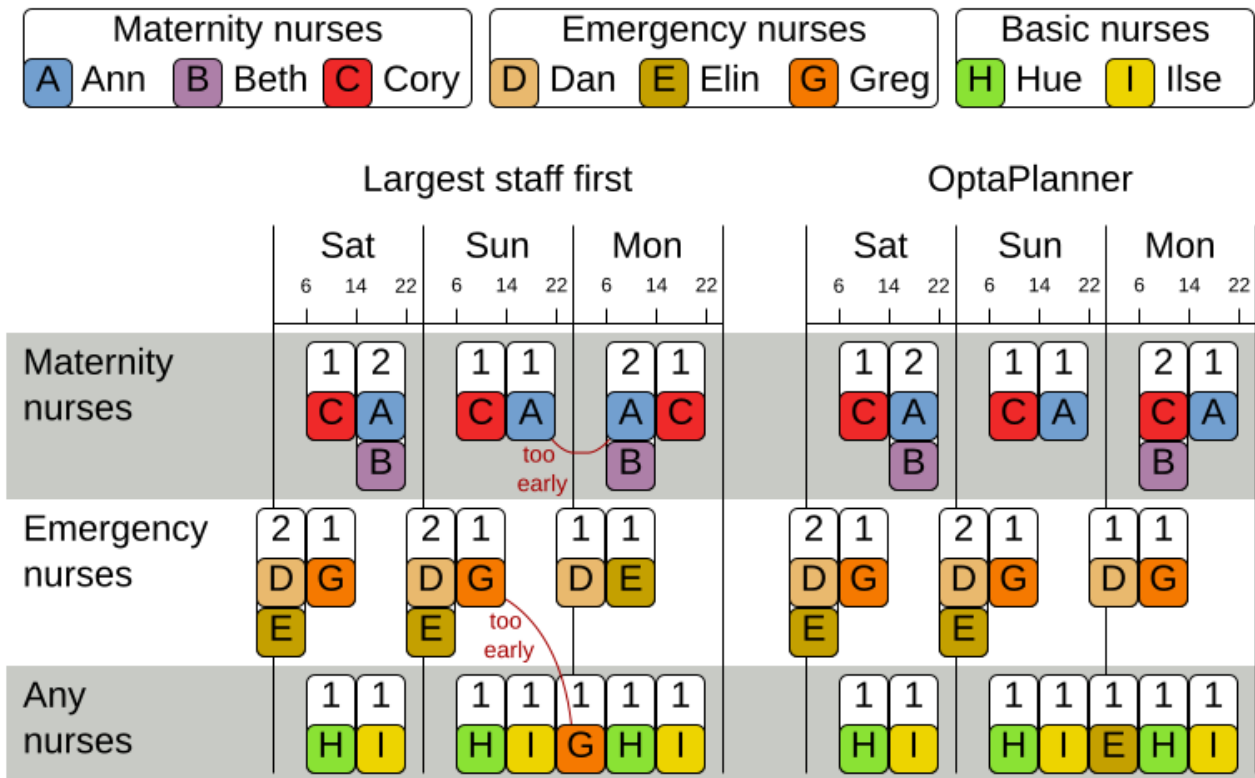 Maternity nurses Emergency nurses Basic nurses
A Ann B Beth C Cory D Dan E Elin G Greg H Hue I Ilse
Largest staff first OptaPlanner
Sat Sun Mon Sat Sun Mon
6 14 22 6 14 22 6 14 22 6 14 22 6 14 22 6 14 22
Maternity 1 2 1 1 2 1 1 2 1 1 2 1
nurses C A C A A C C A C A C A
too
B B B B
early
Emergency 2 1 2 1 1 1 2 1 2 1 1 1
nurses D G D G D E D G D G D G
too
E E E E
early
Any 1 1 1 1 1 1 1 1 1 1 1 1 1 1
nurses H I H I G H I H I H I E H I